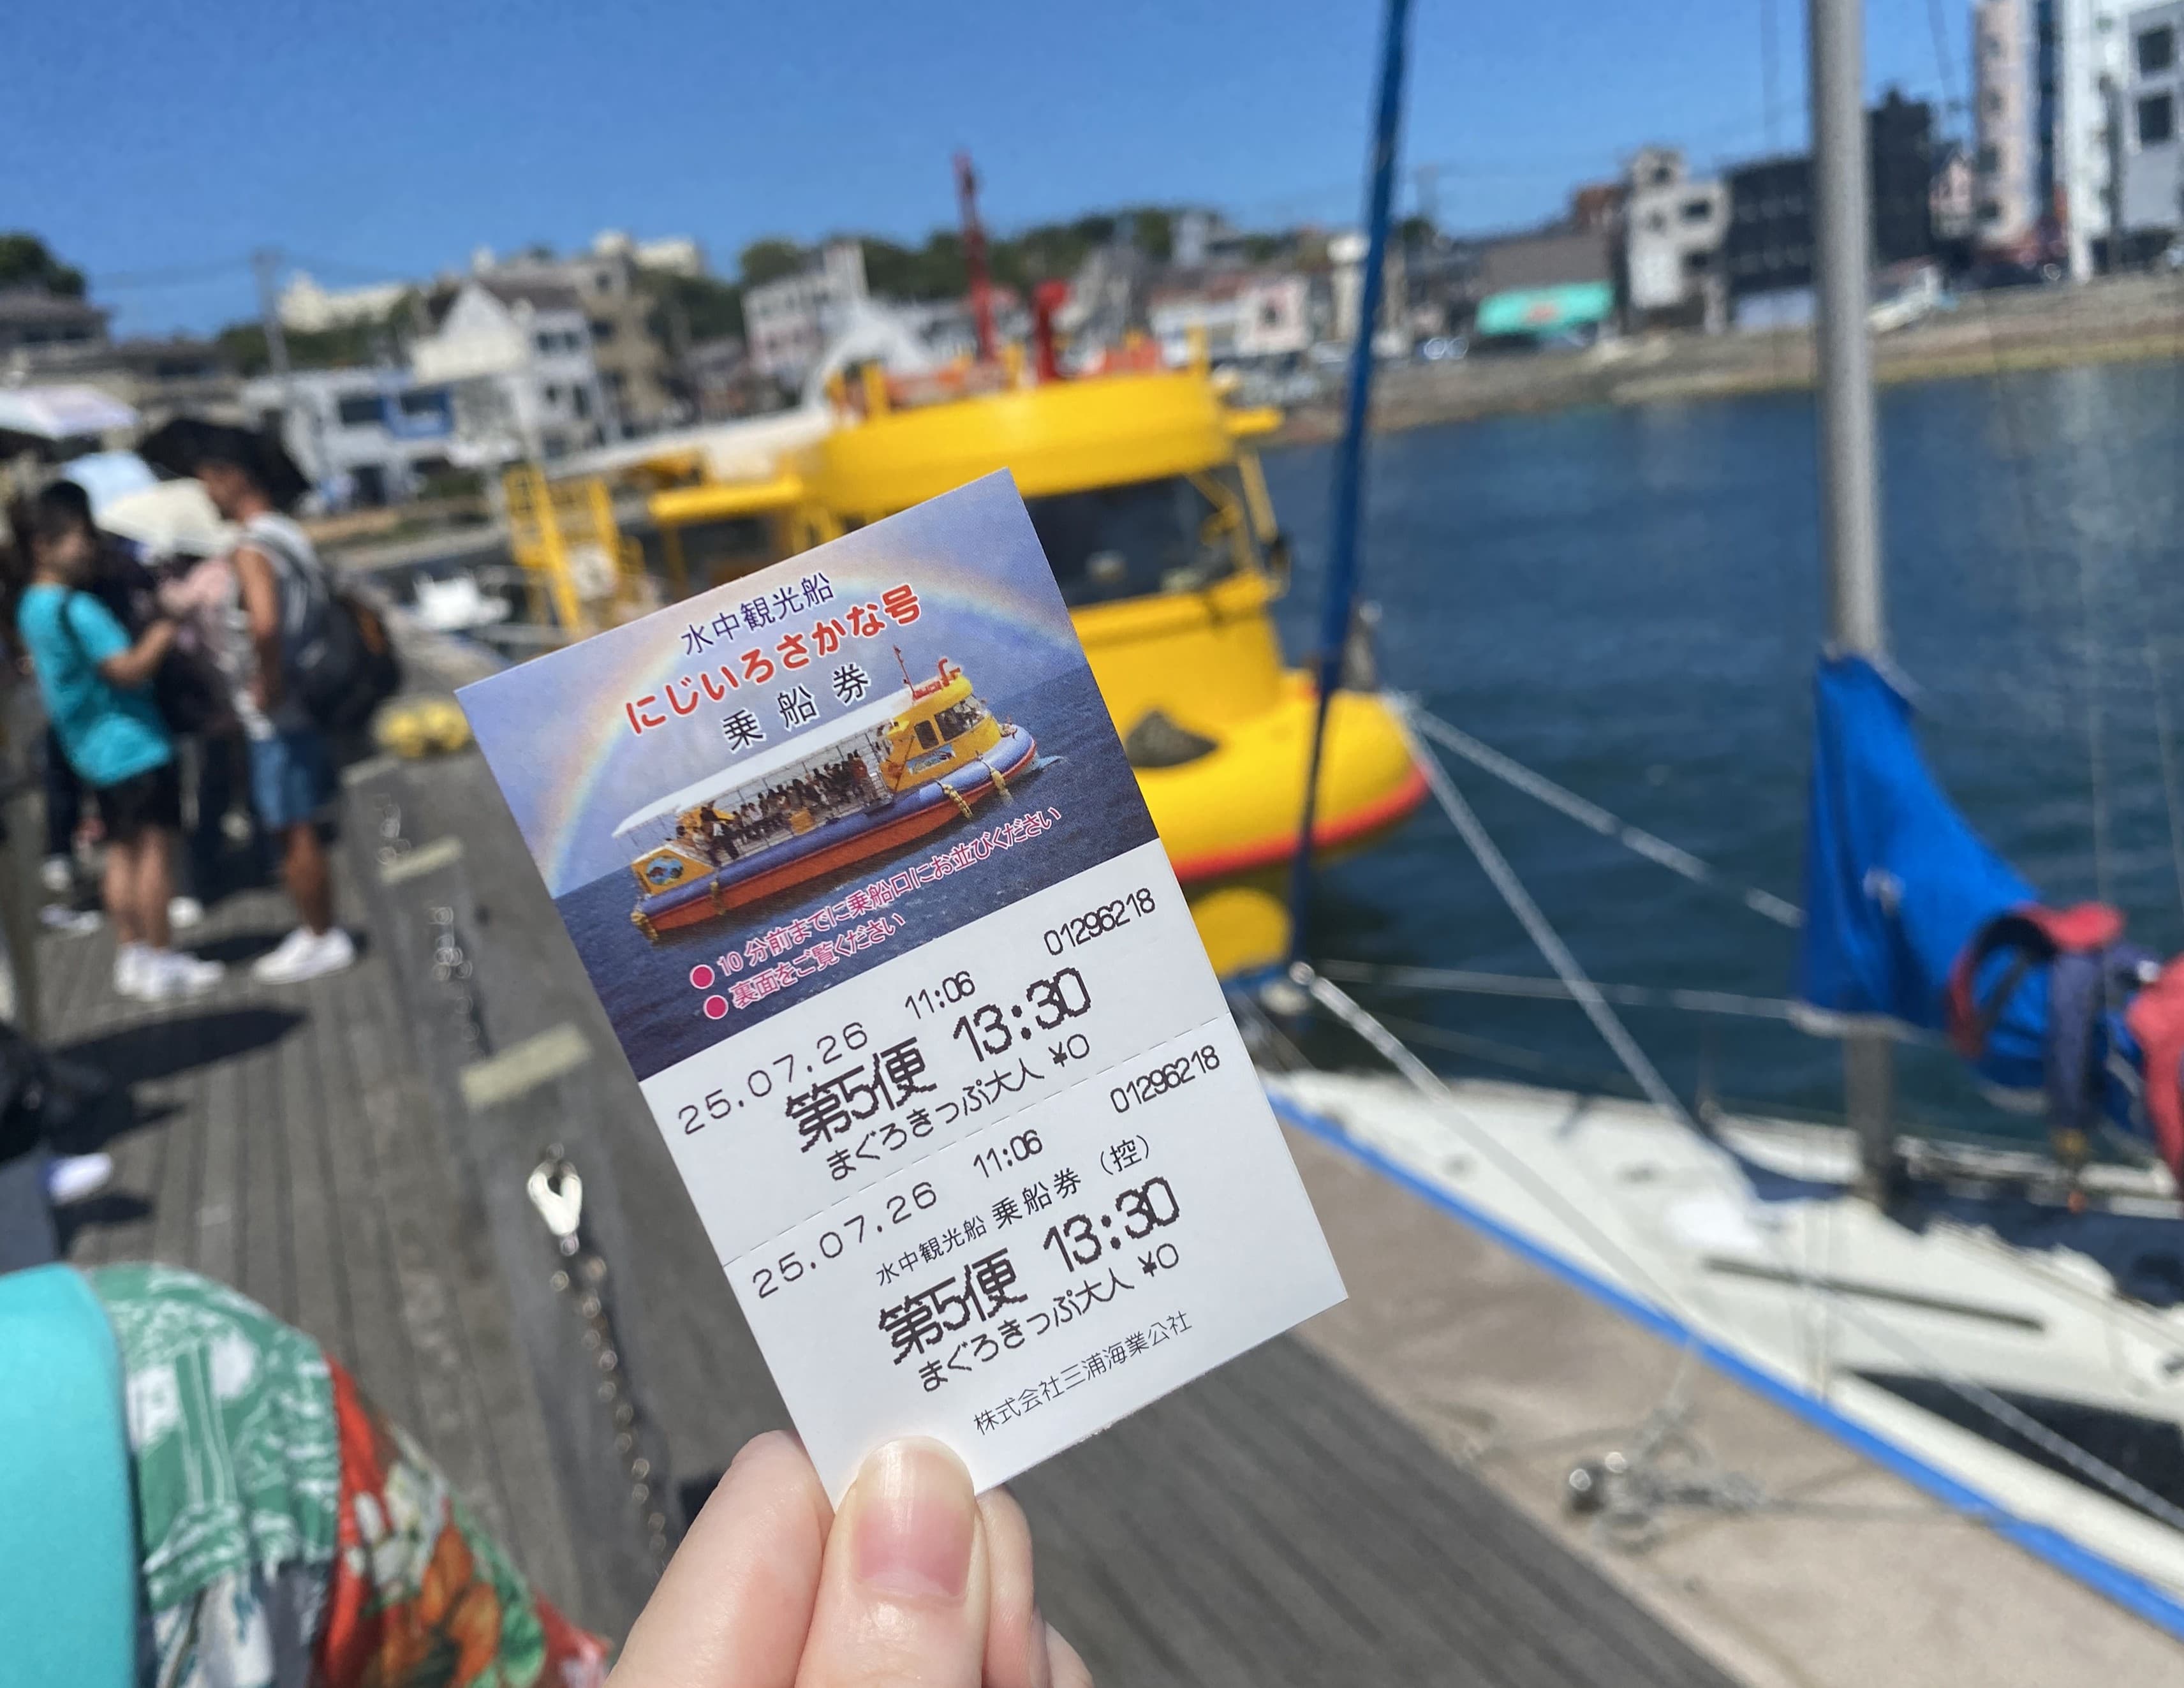 水中観光船
にじいろさかな号
乗船券
●10分前までに乗船口にお並びください
●裏面をご覧ください
01296218
25.07.26 11:06
第5便 13:30
まぐろきっぷ大人 ¥0
01296218
25.07.26 11:06
水中観光船 乗船券 (控)
第5便 13:30
まぐろきっぷ大人 ¥0
株式会社三浦海業公社